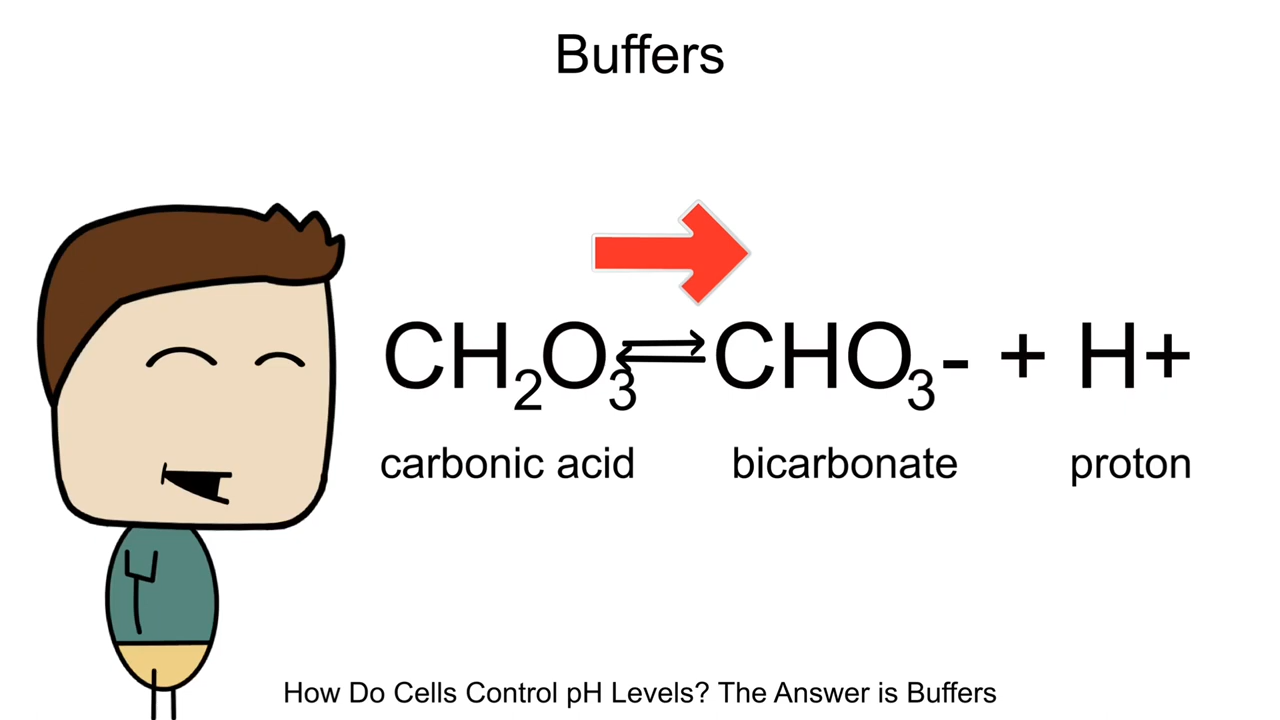 Buffers
CH₂O₃ ⇌ CHO₃- + H+
carbonic acid bicarbonate proton
How Do Cells Control pH Levels? The Answer is Buffers